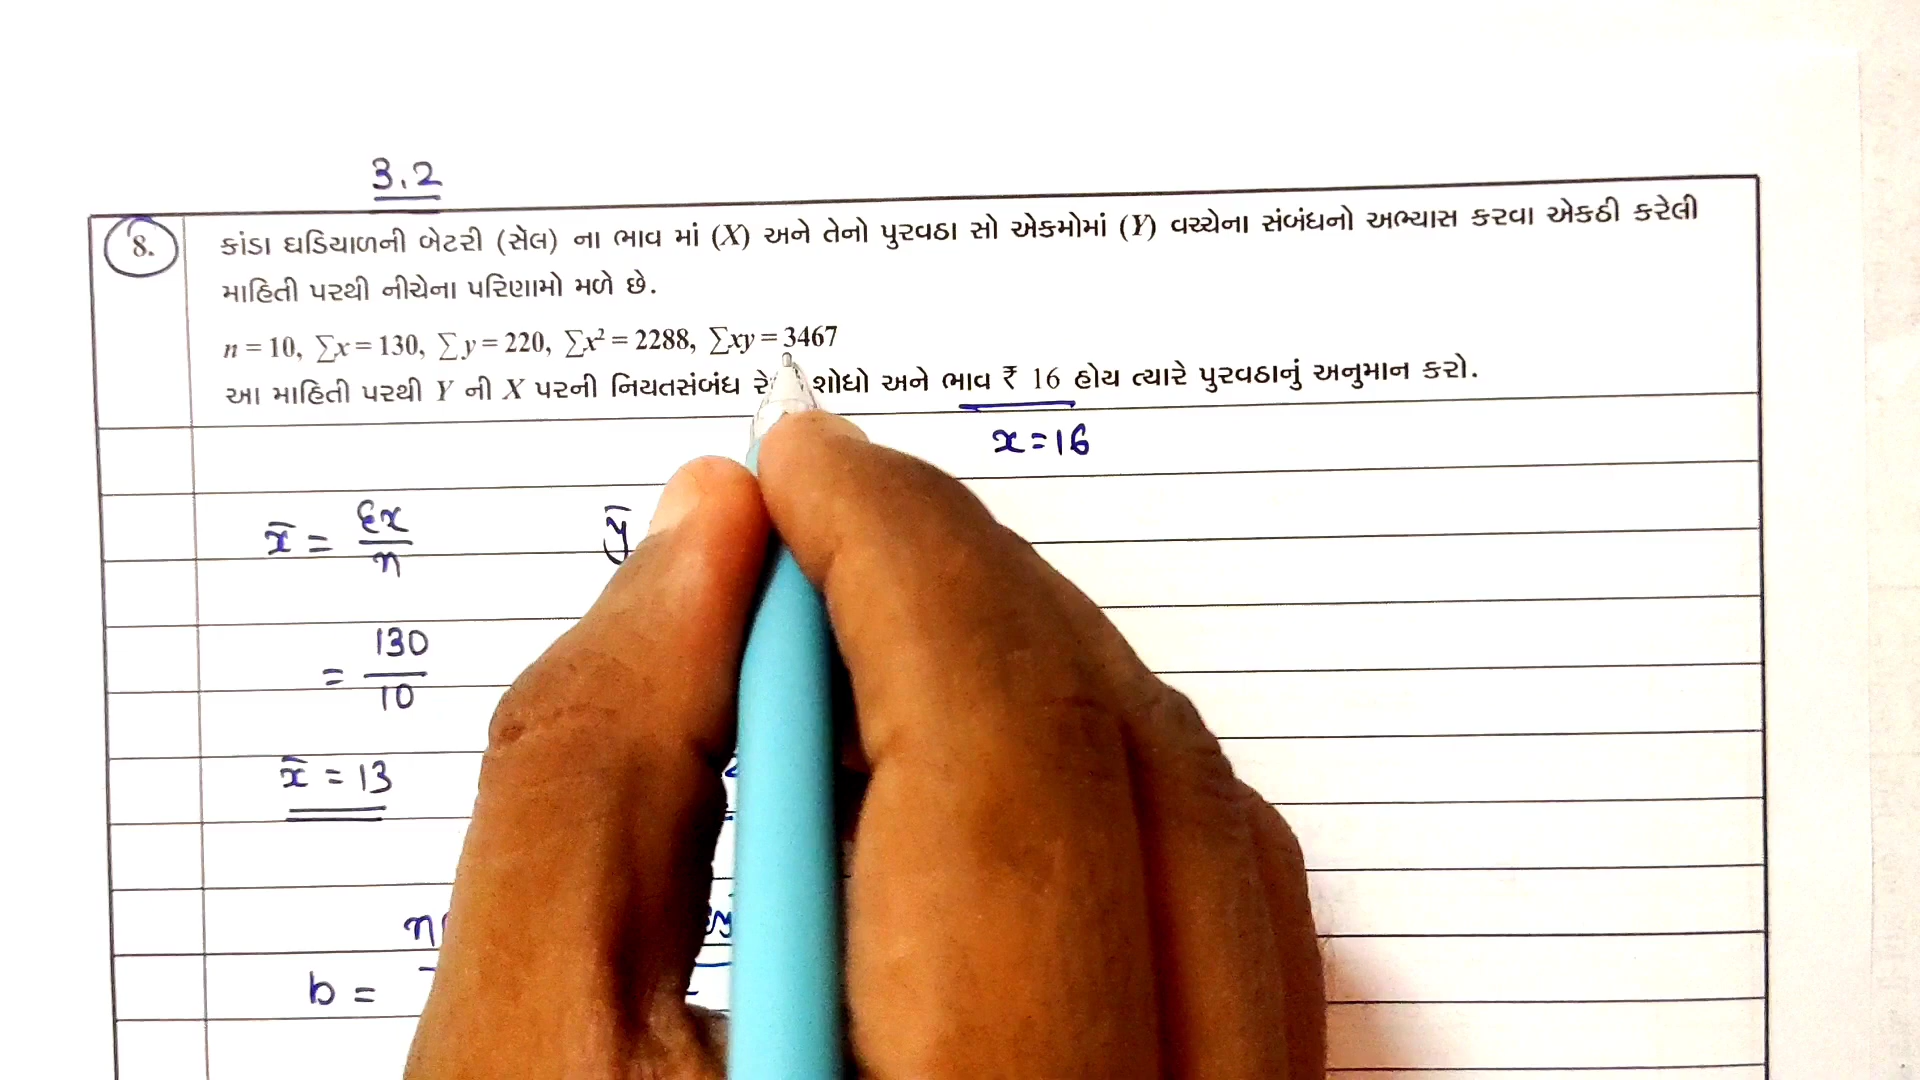 3.2
8. કાંડા ઘડિયાળની બેટરી (સેલ) ના ભાવ માં (X) અને તેનો પુરવઠા સો એકમોમાં (Y) વચ્ચેના સંબંધનો અભ્યાસ કરવા એકઠી કરેલી
માહિતી પરથી નીચેના પરિણામો મળે છે.
n = 10, ∑x = 130, ∑y = 220, ∑x² = 2288, ∑xy = 3467
આ માહિતી પરથી Y ની X પરની નિયતસંબંધ શોધો અને ભાવ ₹ 16 હોય ત્યારે પુરવઠાનું અનુમાન કરો.
x = 16
x̄ = Σx / n ȳ
= 130 / 10
x̄ = 13
b =